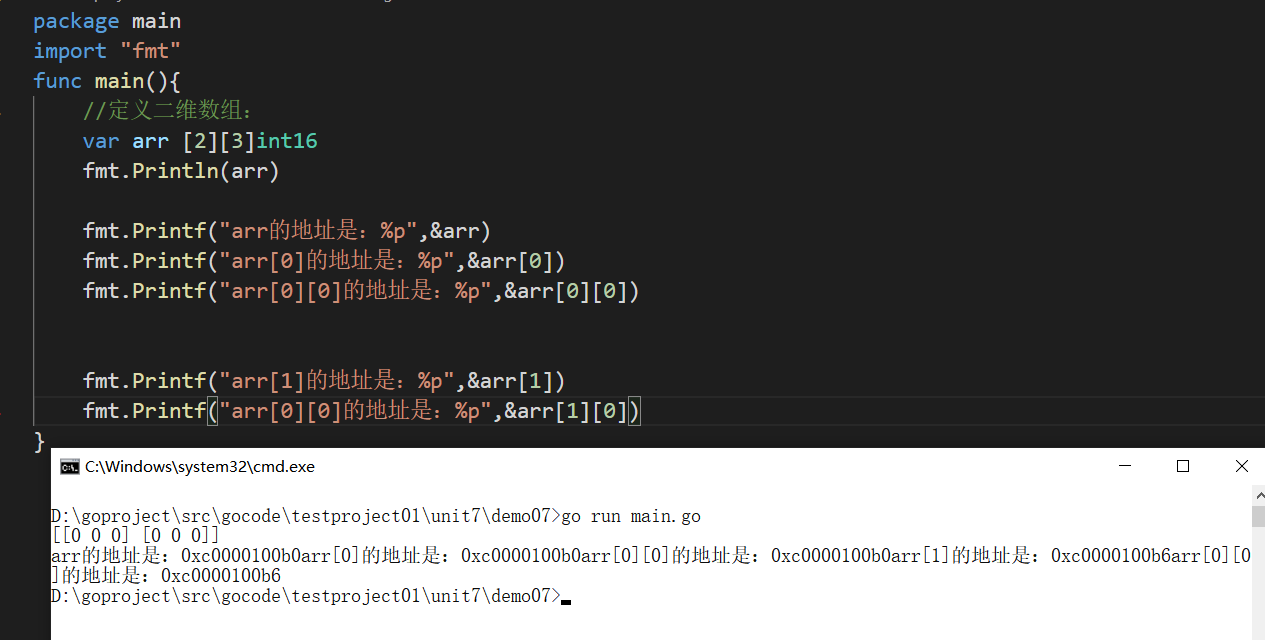 package main
import "fmt"
func main(){
//定义二维数组：
var arr [2][3]int16
fmt.Println(arr)
fmt.Printf("arr的地址是：%p",&arr)
fmt.Printf("arr[0]的地址是：%p",&arr[0])
fmt.Printf("arr[0][0]的地址是：%p",&arr[0][0])
fmt.Printf("arr[1]的地址是：%p",&arr[1])
fmt.Printf("arr[0][0]的地址是：%p",&arr[1][0])
}
C:\Windows\system32\cmd.exe
D:\goproject\src\gocode\testproject01\unit7\demo07>go run main.go
[[0 0 0] [0 0 0]]
arr的地址是：0xc0000100b0arr[0]的地址是：0xc0000100b0arr[0][0]的地址是：0xc0000100b0arr[1]的地址是：0xc0000100b6arr[0][0
]的地址是：0xc0000100b6
D:\goproject\src\gocode\testproject01\unit7\demo07>